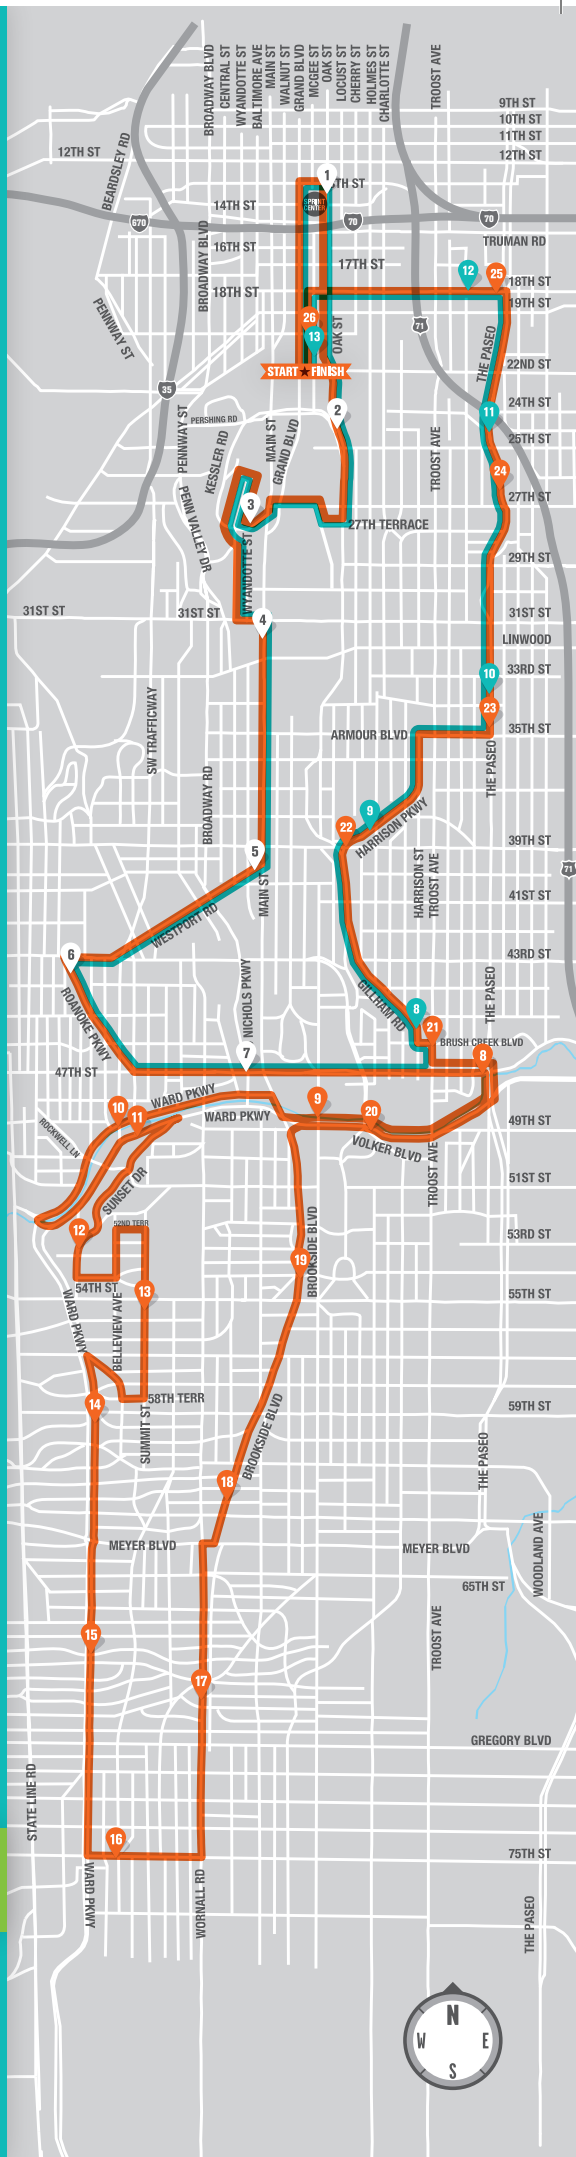 BROADWAY BLVD
CENTRAL ST
WYANDOTTE ST
BALTIMORE AVE
MAIN ST
WALNUT ST
GRAND BLVD
MCGEE ST
OAK ST
LOCUST ST
CHERRY ST
HOLMES ST
CHARLOTTE ST
TROOST AVE
9TH ST
10TH ST
11TH ST
12TH ST
12TH ST
BEARDSLEY RD
1
TH ST
SPRINT
CENTER
14TH ST
670
70
70
BROADWAY BLVD
16TH ST
TRUMAN RD
17TH ST
12
25
18TH ST
18TH ST
19TH ST
PENNWAY ST
26
13
OAK ST
71
THE PASEO
START ★ FINISH
22ND ST
35
24TH ST
2
11
PERSHING RD
PENNWAY ST
KESSLER RD
MAIN ST
GRAND BLVD
TROOST AVE
25TH ST
24
27TH ST
PENN VALLEY DR
3
27TH TERRACE
WYANDOTTE ST
29TH ST
31ST ST
31ST ST
4
31ST ST
LINWOOD
10
33RD ST
23
SW TRAFFICWAY
ARMOUR BLVD
35TH ST
THE PASEO
BROADWAY RD
9
22
HARRISON PKWY
39TH ST
5
71
MAIN ST
HARRISON ST
TROOST AVE
41ST ST
WESTPORT RD
6
43RD ST
NICHOLS PKWY
ROANOKE PKWY
GILLHAM RD
THE PASEO
8
21
BRUSH CREEK BLVD
7
8
47TH ST
WARD PKWY
9
10
11
WARD PKWY
20
49TH ST
ROCKWELL LN
VOLKER BLVD
TROOST AVE
SUNSET DR
51ST ST
12
52ND TERR
53RD ST
BROOKSIDE BLVD
19
54TH ST
13
55TH ST
WARD PKWY
BELLEVIEW AVE
14
58TH TERR
59TH ST
SUMMIT ST
BROOKSIDE BLVD
THE PASEO
18
MEYER BLVD
MEYER BLVD
WOODLAND AVE
65TH ST
15
TROOST AVE
17
GREGORY BLVD
STATE LINE RD
16
75TH ST
WARD PKWY
WORNALL RD
THE PASEO
N
W E
S